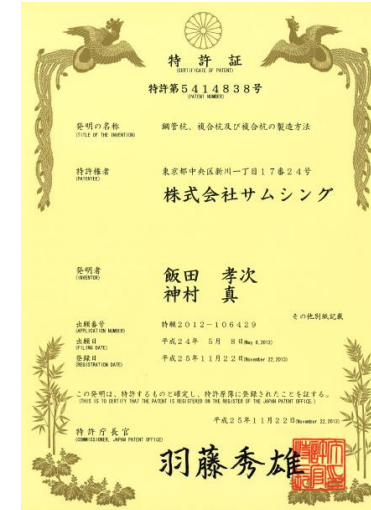 特許証
(CERTIFICATE OF PATENT)
特許第5414838号
(PATENT NUMBER)
発明の名称
(TITLE OF THE INVENTION)
鋼管杭、複合杭及び複合杭の製造方法
特許権者
(PATENTEE)
東京都中央区新川一丁目17番24号
株式会社サムシング
発明者
(INVENTOR)
飯田 孝次
神村 真
その他別紙記載
出願番号
(APPLICATION NUMBER)
特願2012-106429
出願日
(FILING DATE)
平成24年 5月 8日(May 8,2012)
登録日
(REGISTRATION DATE)
平成25年11月22日(November 22,2013)
この発明は、特許するものと確定し、特許原簿に登録されたことを証する。
(THIS IS TO CERTIFY THAT THE PATENT IS REGISTERED ON THE REGISTER OF THE JAPAN PATENT OFFICE.)
平成25年11月22日(November 22,2013)
特許庁長官
(COMMISSIONER, JAPAN PATENT OFFICE)
羽藤秀雄